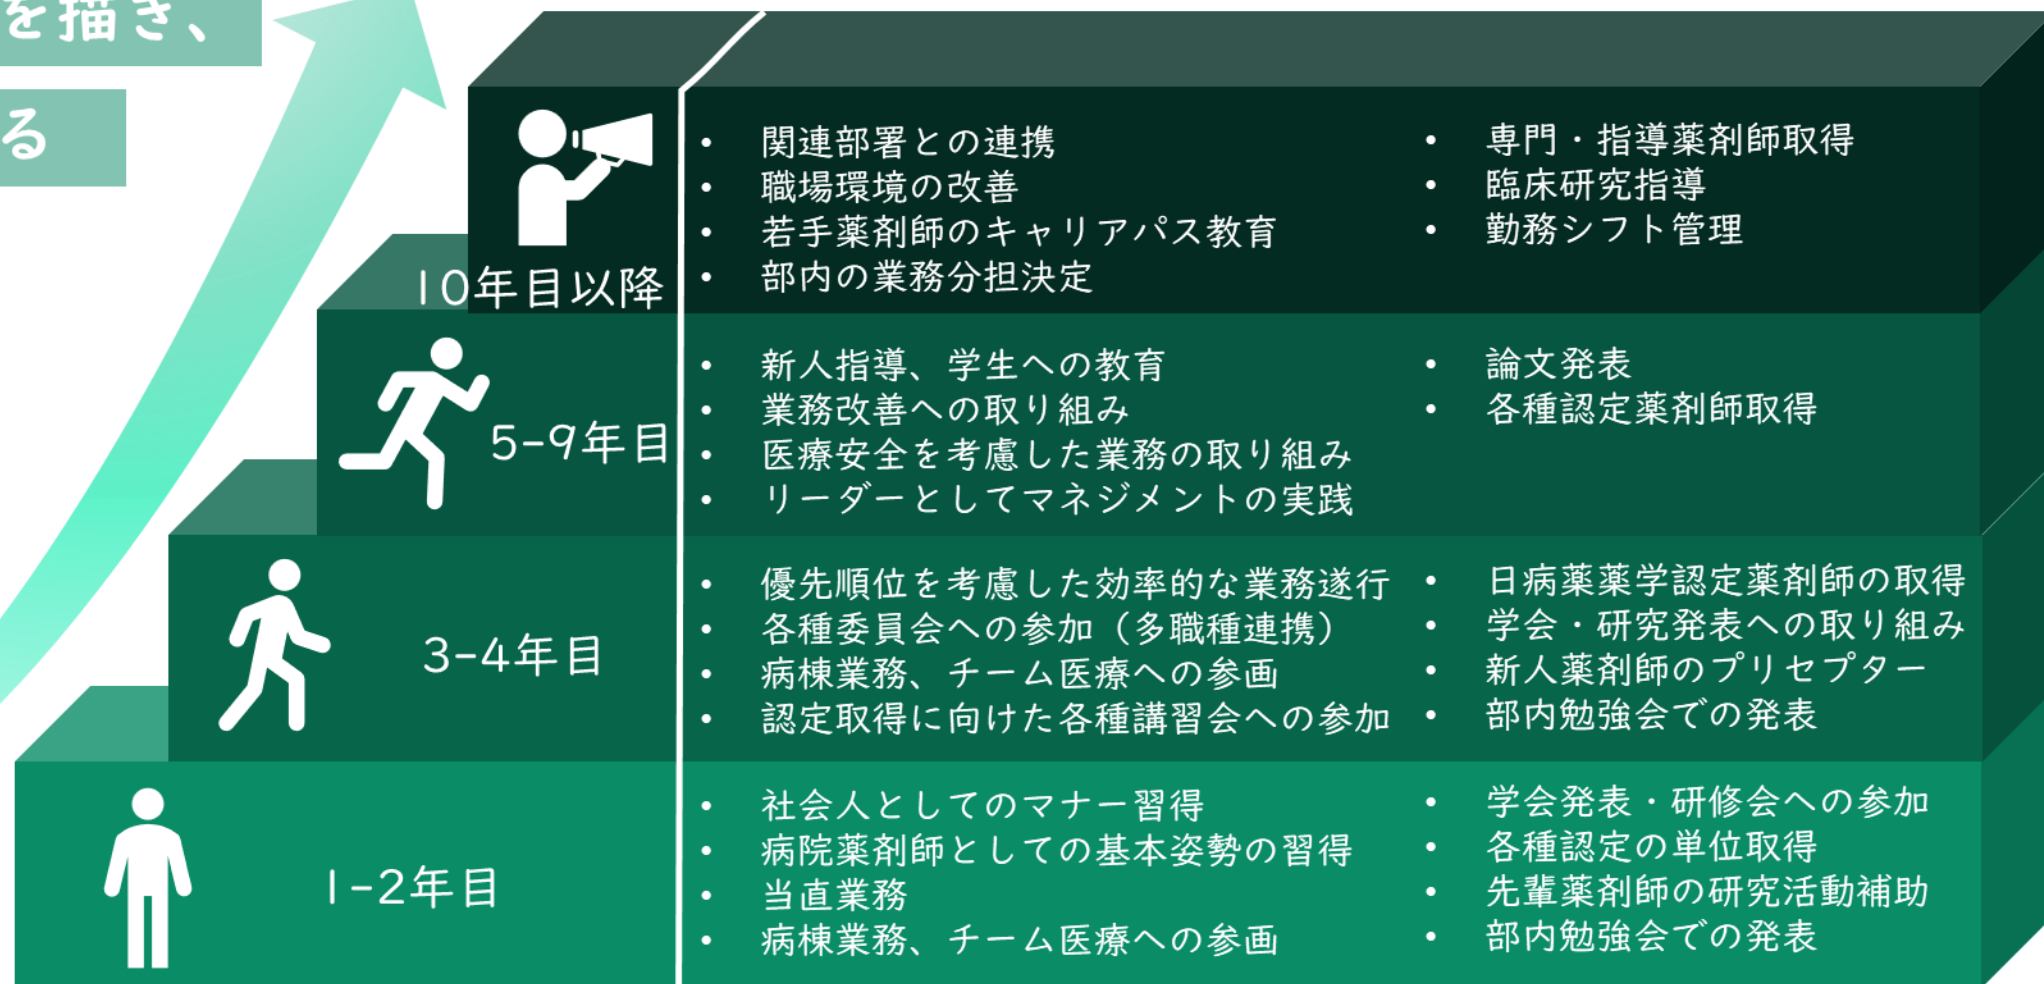 を描き、
る
10年目以降
• 関連部署との連携
• 職場環境の改善
• 若手薬剤師のキャリアパス教育
• 部内の業務分担決定
• 専門・指導薬剤師取得
• 臨床研究指導
• 勤務シフト管理
5-9年目
• 新人指導、学生への教育
• 業務改善への取り組み
• 医療安全を考慮した業務の取り組み
• リーダーとしてマネジメントの実践
• 論文発表
• 各種認定薬剤師取得
3-4年目
• 優先順位を考慮した効率的な業務遂行
• 各種委員会への参加（多職種連携）
• 病棟業務、チーム医療への参画
• 認定取得に向けた各種講習会への参加
• 日病薬薬学認定薬剤師の取得
• 学会・研究発表への取り組み
• 新人薬剤師のプリセプター
• 部内勉強会での発表
1-2年目
• 社会人としてのマナー習得
• 病院薬剤師としての基本姿勢の習得
• 当直業務
• 病棟業務、チーム医療への参画
• 学会発表・研修会への参加
• 各種認定の単位取得
• 先輩薬剤師の研究活動補助
• 部内勉強会での発表